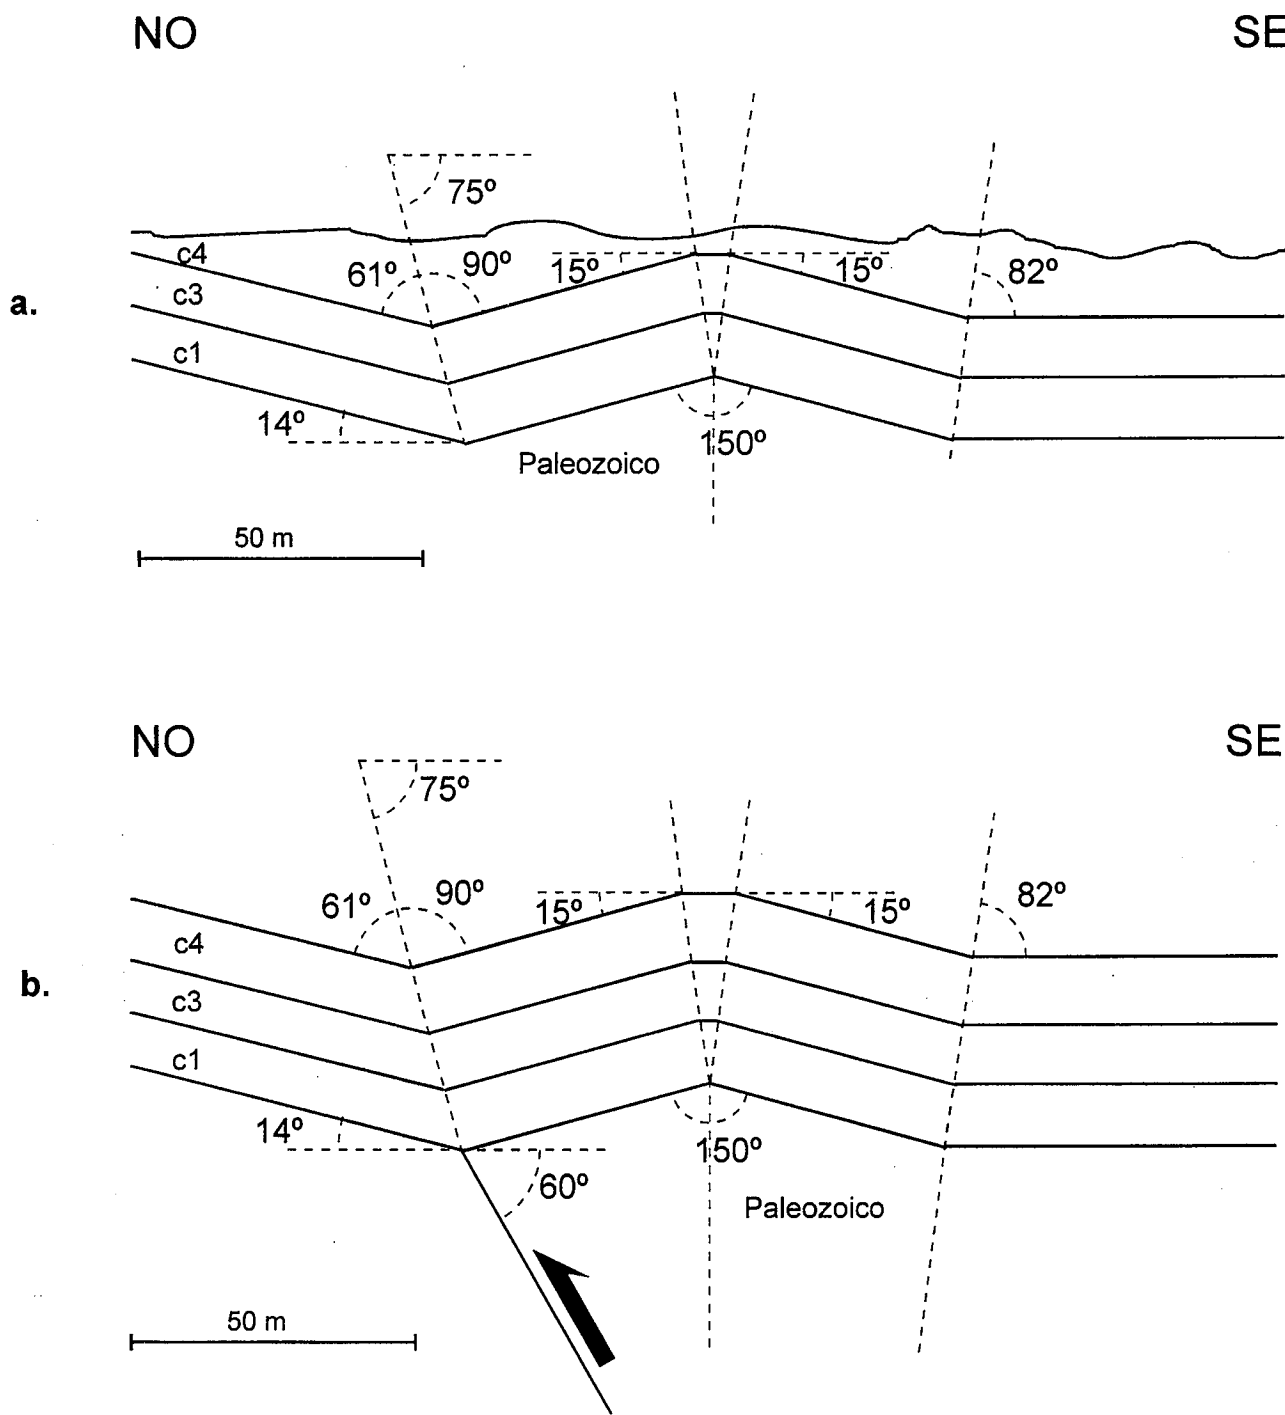 NO SE
75º
c4
61º 90º 15º 15º 82º
a.
c3
c1
14º
150º
Paleozoico
50 m
NO SE
75º
61º 90º 15º 15º 82º
c4
b.
c3
c1
14º
150º
60º
Paleozoico
50 m